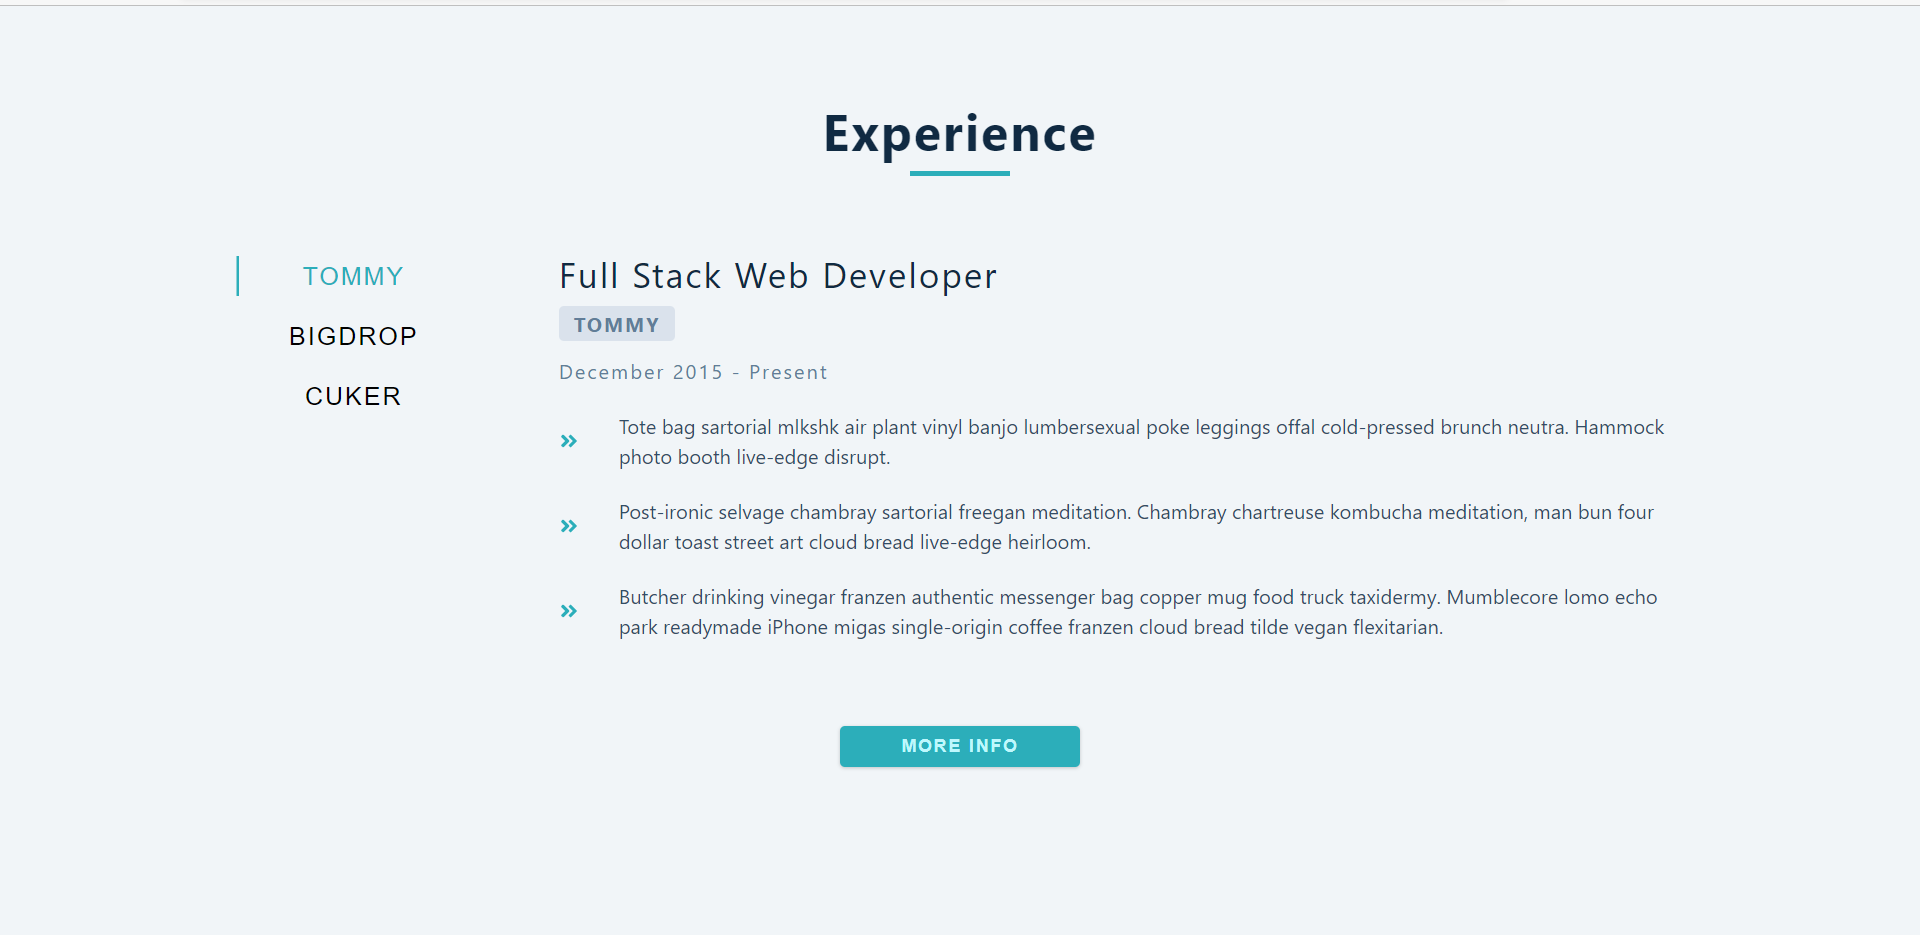 Experience
TOMMY
BIGDROP
CUKER
Full Stack Web Developer
TOMMY
December 2015 - Present
Tote bag sartorial mlkshk air plant vinyl banjo lumbersexual poke leggings offal cold-pressed brunch neutra. Hammock
photo booth live-edge disrupt.
Post-ironic selvage chambray sartorial freegan meditation. Chambray chartreuse kombucha meditation, man bun four
dollar toast street art cloud bread live-edge heirloom.
Butcher drinking vinegar franzen authentic messenger bag copper mug food truck taxidermy. Mumblecore lomo echo
park readymade iPhone migas single-origin coffee franzen cloud bread tilde vegan flexitarian.
MORE INFO